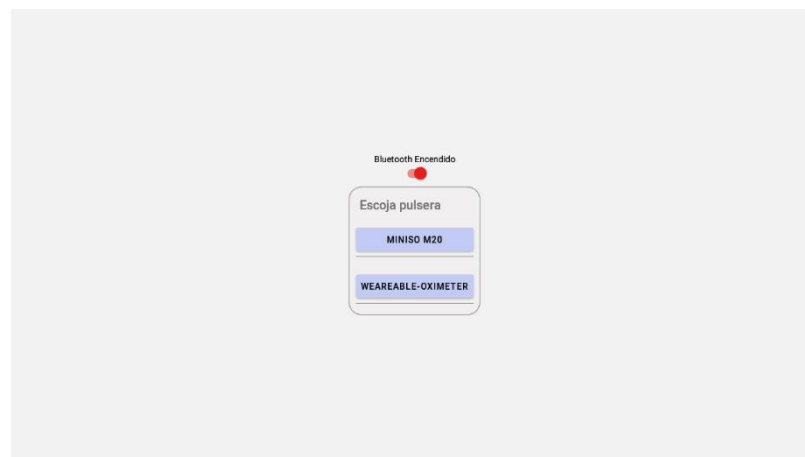 Bluetooth Encendido
Escoja pulsera
MINISO M20
WEAREABLE-OXIMETER